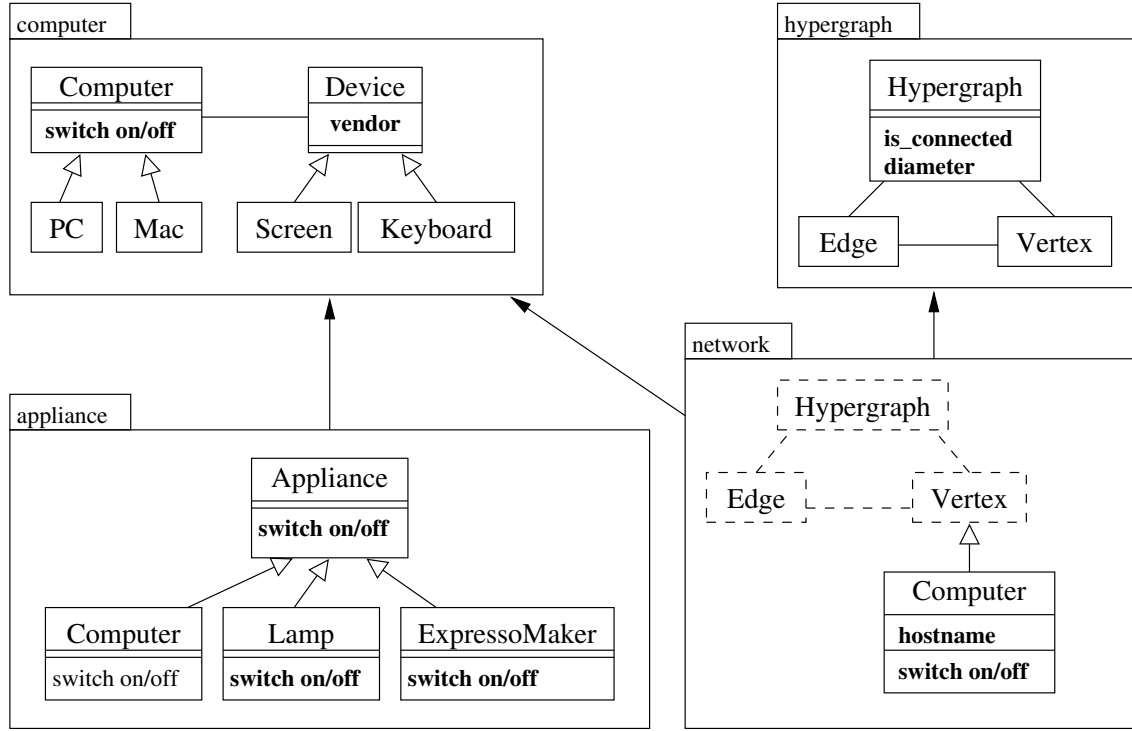 computer
Computer
switch on/off
Device
vendor
PC
Mac
Screen
Keyboard
hypergraph
Hypergraph
is_connected
diameter
Edge
Vertex
appliance
Appliance
switch on/off
Computer
switch on/off
Lamp
switch on/off
ExpressoMaker
switch on/off
network
Hypergraph
Edge
Vertex
Computer
hostname
switch on/off